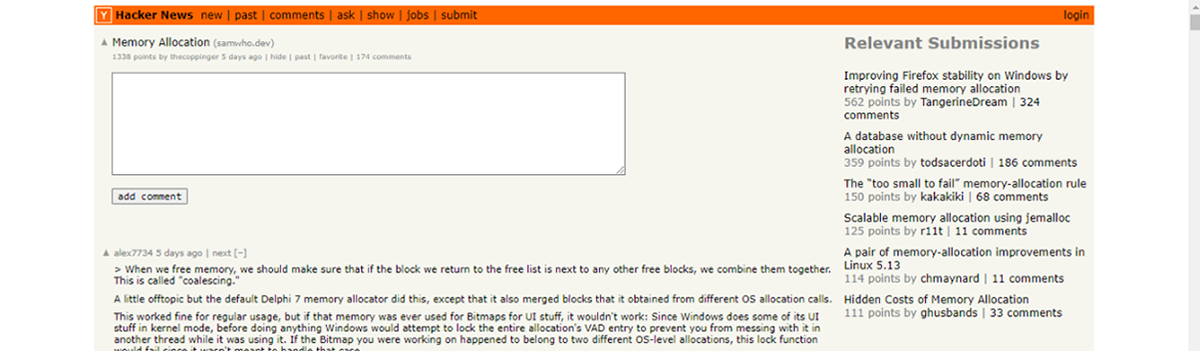 Y Hacker News new | past | comments | ask | show | jobs | submit login
Memory Allocation (samwho.dev)
1338 points by thecoppinger 5 days ago | hide | past | favorite | 174 comments
add comment
alex7734 5 days ago | next [–]
> When we free memory, we should make sure that if the block we return to the free list is next to any other free blocks, we combine them together.
This is called "coalescing."
A little offtopic but the default Delphi 7 memory allocator did this, except that it also merged blocks that it obtained from different OS allocation calls.
This worked fine for regular usage, but if that memory was ever used for Bitmaps for UI stuff, it wouldn't work: Since Windows does some of its UI
stuff in kernel mode, before doing anything Windows would attempt to lock the entire allocation's VAD entry to prevent you from messing with it in
another thread while it was using it. If the Bitmap you were working on happened to belong to two different OS-level allocations, this lock function
would fail since it wasn't meant to handle that case.
Relevant Submissions
Improving Firefox stability on Windows by
retrying failed memory allocation
562 points by TangerineDream | 324
comments
A database without dynamic memory
allocation
359 points by todsacerdoti | 186 comments
The “too small to fail” memory-allocation rule
150 points by kakakiki | 68 comments
Scalable memory allocation using jemalloc
125 points by r11t | 11 comments
A pair of memory-allocation improvements in
Linux 5.13
114 points by chmaynard | 11 comments
Hidden Costs of Memory Allocation
111 points by ghusbands | 33 comments